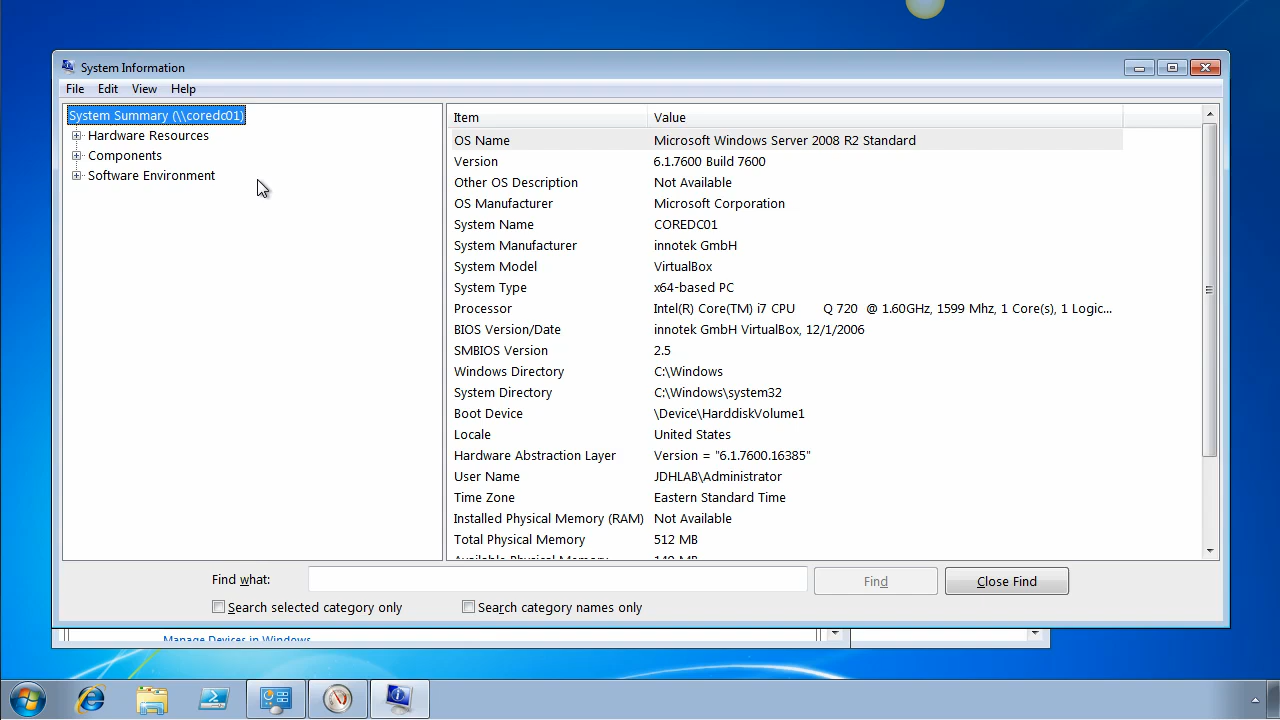 System Information
File Edit View Help
System Summary (\\coredc01)
Hardware Resources
Components
Software Environment
Item Value
OS Name Microsoft Windows Server 2008 R2 Standard
Version 6.1.7600 Build 7600
Other OS Description Not Available
OS Manufacturer Microsoft Corporation
System Name COREDC01
System Manufacturer innotek GmbH
System Model VirtualBox
System Type x64-based PC
Processor Intel(R) Core(TM) i7 CPU Q 720 @ 1.60GHz, 1599 Mhz, 1 Core(s), 1 Logic...
BIOS Version/Date innotek GmbH VirtualBox, 12/1/2006
SMBIOS Version 2.5
Windows Directory C:\Windows
System Directory C:\Windows\system32
Boot Device \Device\HarddiskVolume1
Locale United States
Hardware Abstraction Layer Version = "6.1.7600.16385"
User Name JDHLAB\Administrator
Time Zone Eastern Standard Time
Installed Physical Memory (RAM) Not Available
Total Physical Memory 512 MB
Available Physical Memory 140 MB
Find what: Find Close Find
Search selected category only Search category names only
Manage Devices in Windows